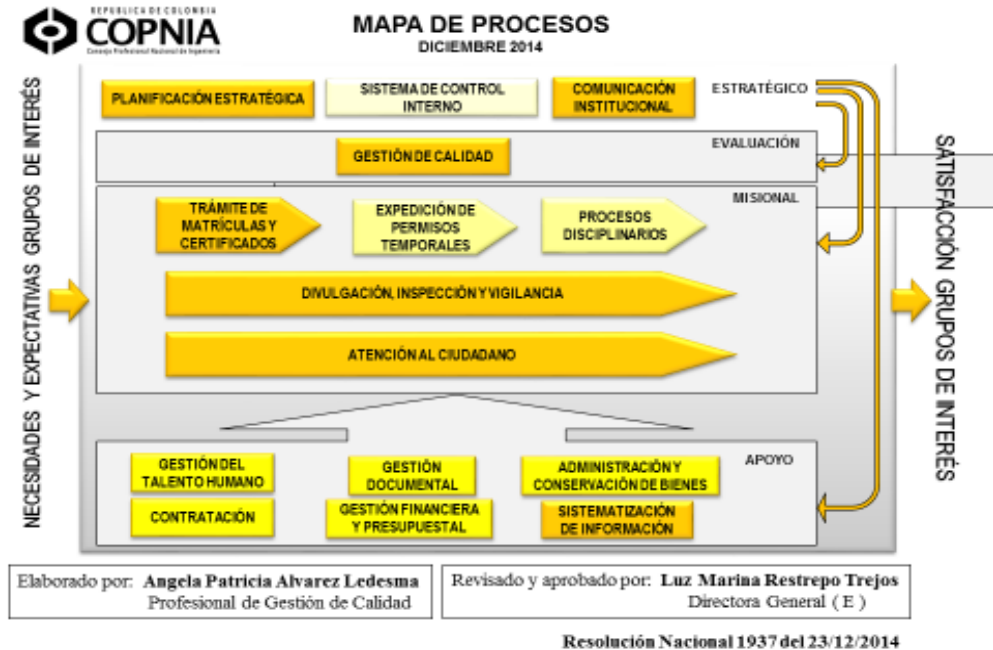 REPUBLICA DE COLOMBIA
COPNIA
Consejo Profesional Nacional de Ingeniería
MAPA DE PROCESOS
DICIEMBRE 2014
NECESIDADES Y EXPECTATIVAS GRUPOS DE INTERÉS
PLANIFICACIÓN ESTRATÉGICA
SISTEMA DE CONTROL
INTERNO
COMUNICACIÓN
INSTITUCIONAL
ESTRATÉGICO
EVALUACIÓN
GESTIÓN DE CALIDAD
MISIONAL
TRÁMITE DE
MATRÍCULAS Y
CERTIFICADOS
EXPEDICIÓN DE
PERMISOS
TEMPORALES
PROCESOS
DISCIPLINARIOS
DIVULGACIÓN, INSPECCIÓN Y VIGILANCIA
ATENCIÓN AL CIUDADANO
APOYO
GESTIÓN DEL
TALENTO HUMANO
GESTIÓN
DOCUMENTAL
ADMINISTRACIÓN Y
CONSERVACIÓN DE BIENES
CONTRATACIÓN
GESTIÓN FINANCIERA
Y PRESUPUESTAL
SISTEMATIZACIÓN
DE INFORMACIÓN
SATISFACCIÓN GRUPOS DE INTERÉS
Elaborado por: Angela Patricia Alvarez Ledesma
Profesional de Gestión de Calidad
Revisado y aprobado por: Luz Marina Restrepo Trejos
Directora General ( E )
Resolución Nacional 1937 del 23/12/2014